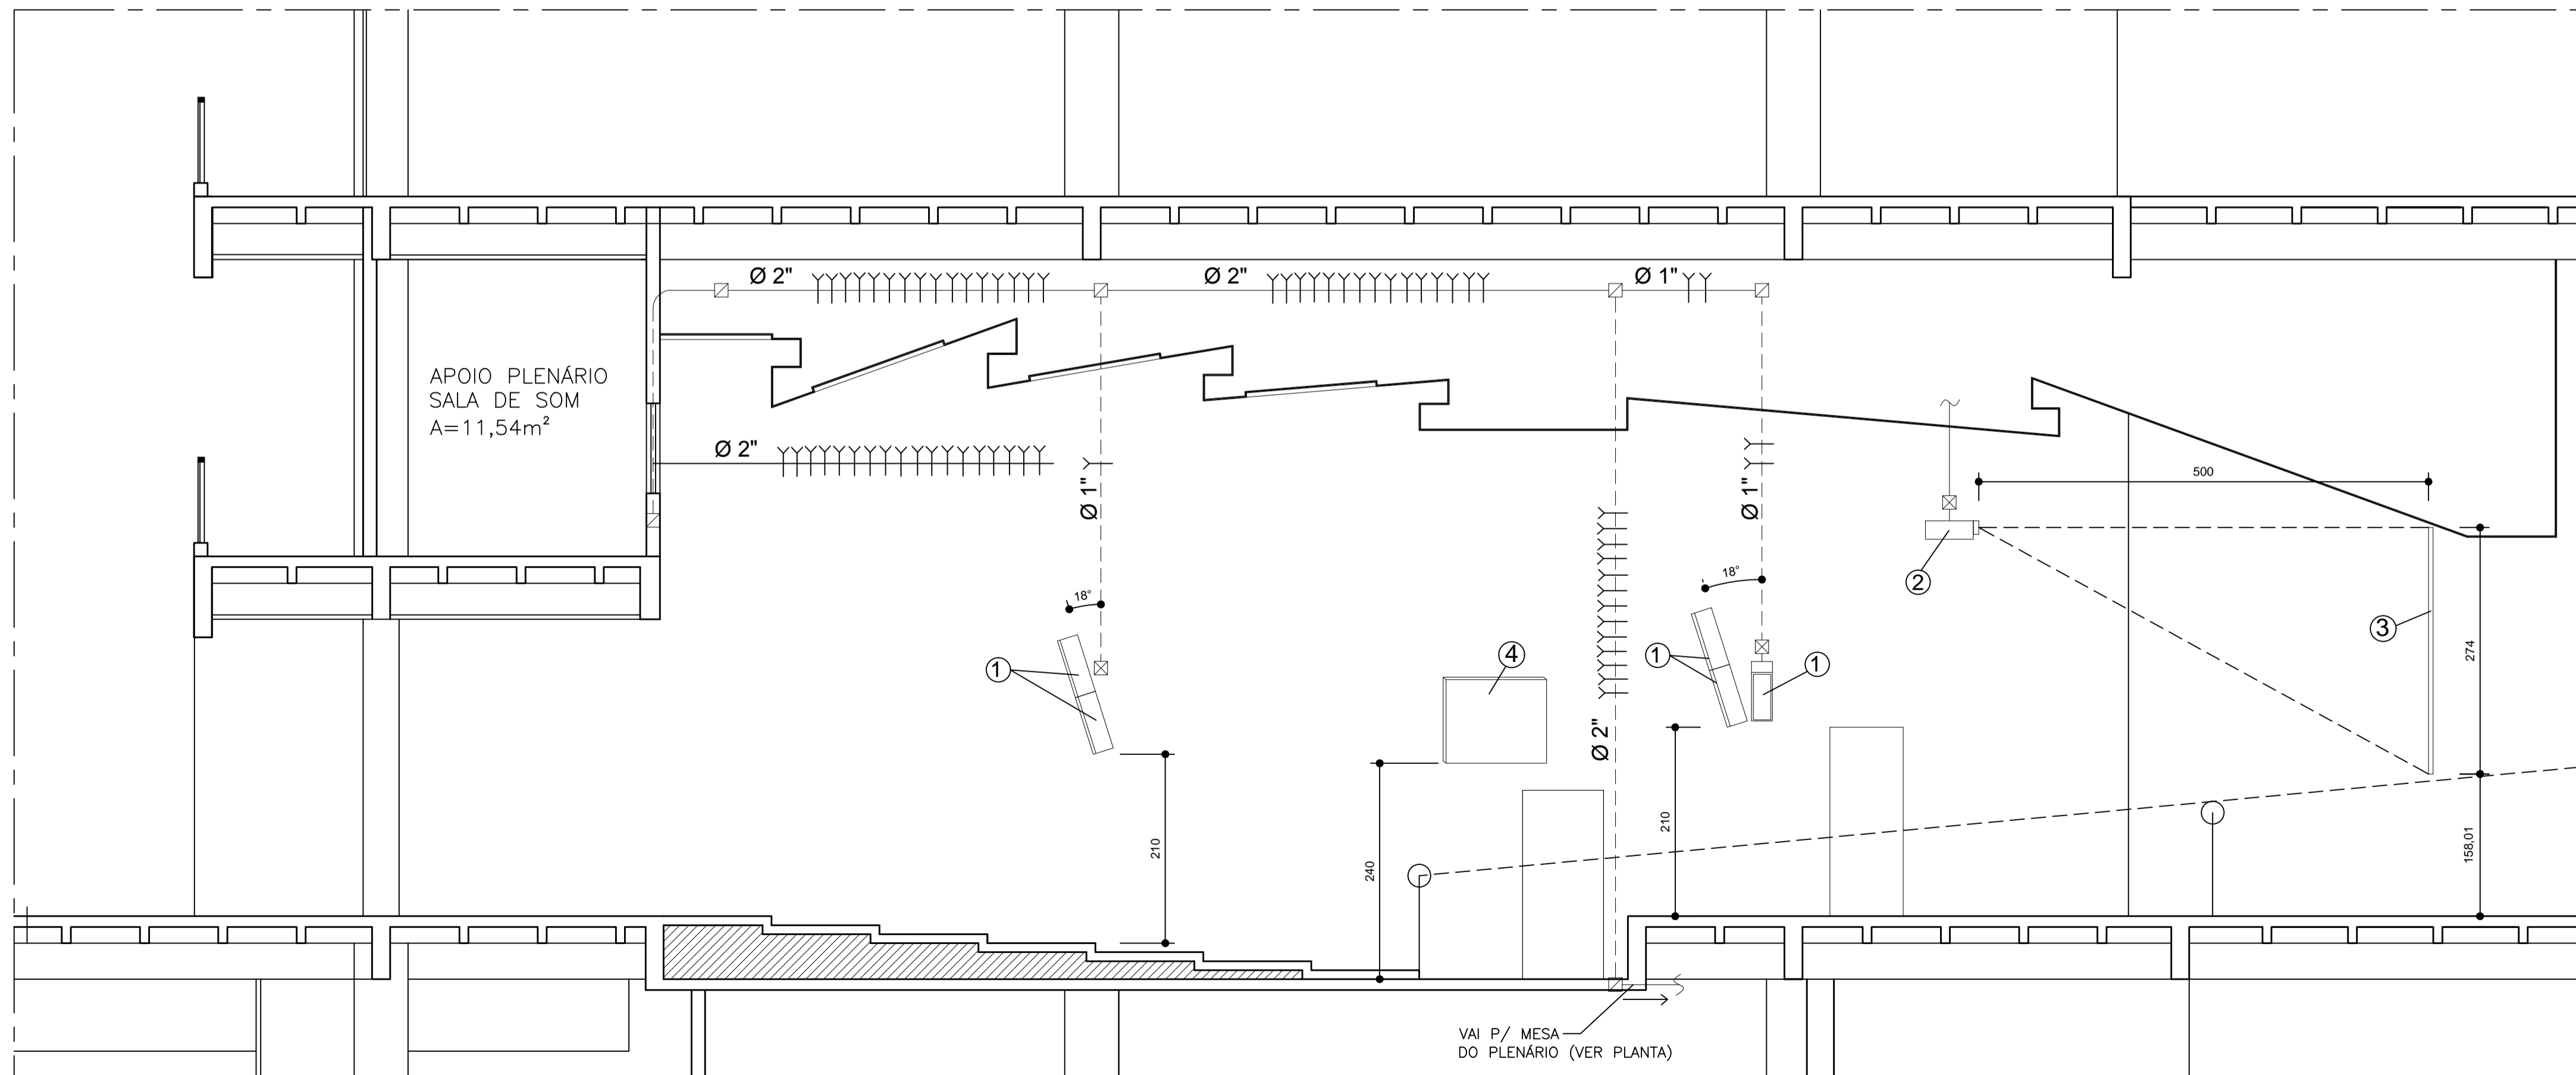 Ø 2"
Ø 2"
Ø 1"
APOIO PLENÁRIO
SALA DE SOM
A=11,54m²
Ø 2"
Ø 1"
Ø 1"
500
2
18°
18°
3
1
4
1
1
274
Ø 2"
210
240
210
158,01
VAI P/ MESA
DO PLENÁRIO (VER PLANTA)